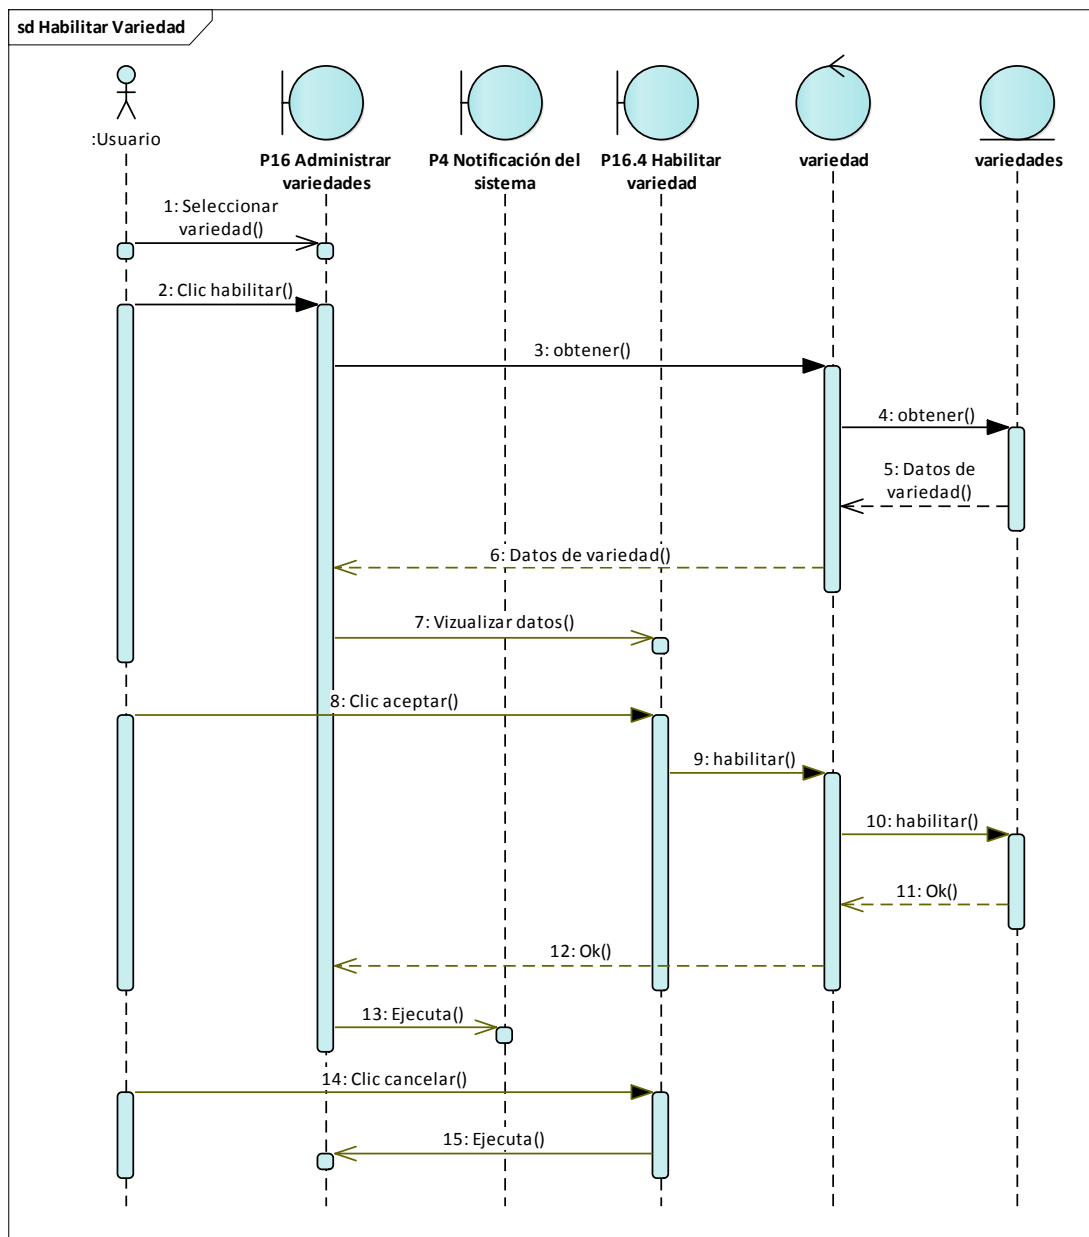 sd Habilitar Variedad
:Usuario
P16 Administrar
variedades
P4 Notificación del
sistema
P16.4 Habilitar
variedad
variedad
variedades
1: Seleccionar
variedad()
2: Clic habilitar()
3: obtener()
4: obtener()
5: Datos de
variedad()
6: Datos de variedad()
7: Vizualizar datos()
8: Clic aceptar()
9: habilitar()
10: habilitar()
11: Ok()
12: Ok()
13: Ejecuta()
14: Clic cancelar()
15: Ejecuta()